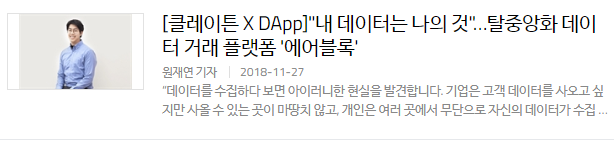 [클레이튼 X DApp]"내 데이터는 나의 것"...탈중앙화 데이
터 거래 플랫폼 '에어블록'
원재연 기자 | 2018-11-27
"데이터를 수집하다 보면 아이러니한 현실을 발견합니다. 기업은 고객 데이터를 사오고 싶
지만 사올 수 있는 곳이 마땅치 않고, 개인은 여러 곳에서 무단으로 자신의 데이터가 수집 ...